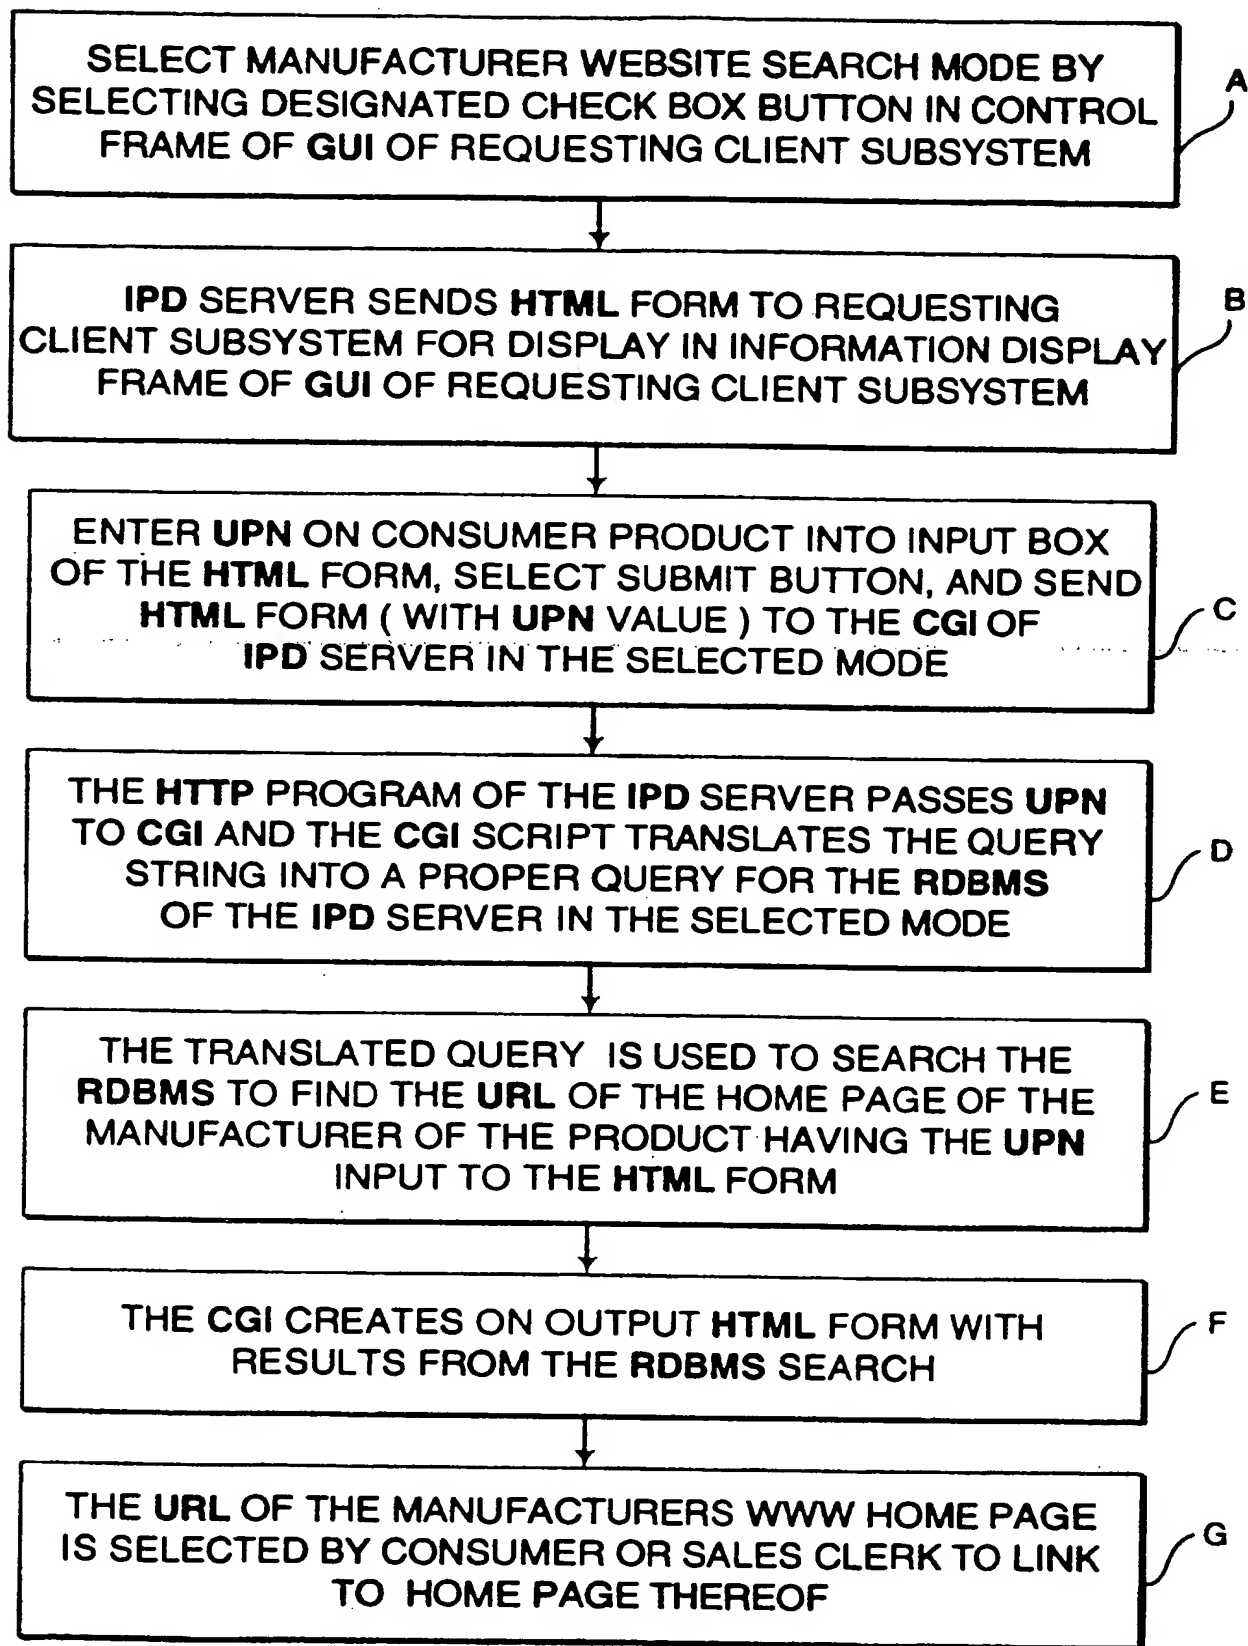 SELECT MANUFACTURER WEBSITE SEARCH MODE BY
SELECTING DESIGNATED CHECK BOX BUTTON IN CONTROL
FRAME OF GUI OF REQUESTING CLIENT SUBSYSTEM
A
IPD SERVER SENDS HTML FORM TO REQUESTING
CLIENT SUBSYSTEM FOR DISPLAY IN INFORMATION DISPLAY
FRAME OF GUI OF REQUESTING CLIENT SUBSYSTEM
B
ENTER UPN ON CONSUMER PRODUCT INTO INPUT BOX
OF THE HTML FORM, SELECT SUBMIT BUTTON, AND SEND
HTML FORM ( WITH UPN VALUE ) TO THE CGI OF
IPD SERVER IN THE SELECTED MODE
C
THE HTTP PROGRAM OF THE IPD SERVER PASSES UPN
TO CGI AND THE CGI SCRIPT TRANSLATES THE QUERY
STRING INTO A PROPER QUERY FOR THE RDBMS
OF THE IPD SERVER IN THE SELECTED MODE
D
THE TRANSLATED QUERY IS USED TO SEARCH THE
RDBMS TO FIND THE URL OF THE HOME PAGE OF THE
MANUFACTURER OF THE PRODUCT HAVING THE UPN
INPUT TO THE HTML FORM
E
THE CGI CREATES ON OUTPUT HTML FORM WITH
RESULTS FROM THE RDBMS SEARCH
F
THE URL OF THE MANUFACTURERS WWW HOME PAGE
IS SELECTED BY CONSUMER OR SALES CLERK TO LINK
TO HOME PAGE THEREOF
G